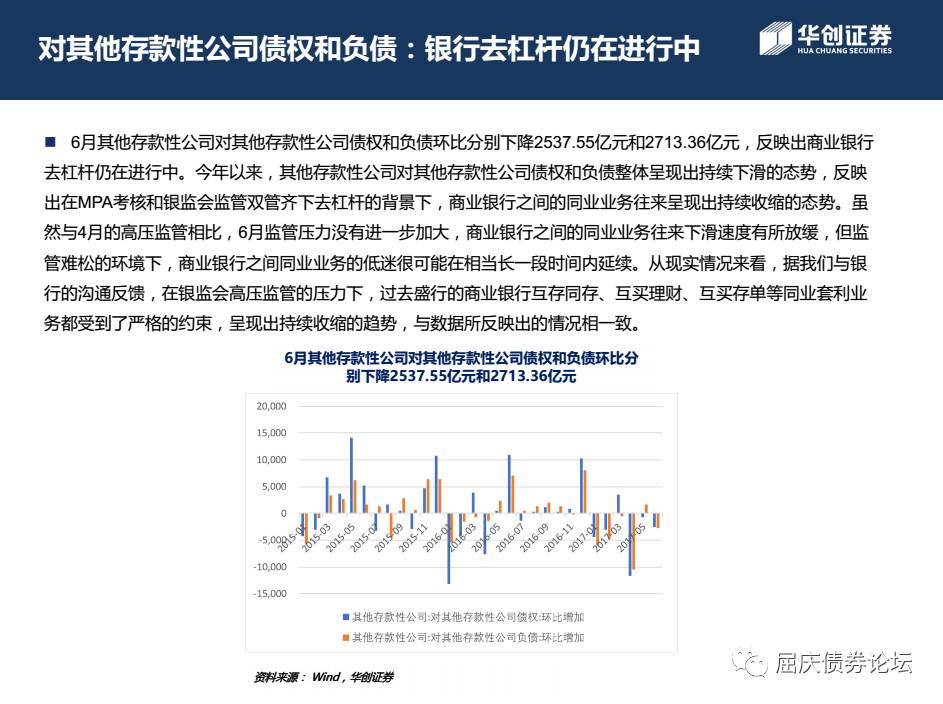 对其他存款性公司债权和负债：银行去杠杆仍在进行中
华创证券
HUA CHUANG SECURITIES
■ 6月其他存款性公司对其他存款性公司债权和负债环比分别下降2537.55亿元和2713.36亿元，反映出商业银行
去杠杆仍在进行中。今年以来，其他存款性公司对其他存款性公司债权和负债整体呈现出持续下滑的态势，反映
出在MPA考核和银监会监管双管齐下去杠杆的背景下，商业银行之间的同业业务往来呈现出持续收缩的态势。虽
然与4月的高压监管相比，6月监管压力没有进一步加大，商业银行之间的同业业务往来下滑速度有所放缓，但监
管难松的环境下，商业银行之间同业业务的低迷很可能在相当长一段时间内延续。从现实情况来看，据我们与银
行的沟通反馈，在银监会高压监管的压力下，过去盛行的商业银行互存同存、互买理财、互买存单等同业套利业
务都受到了严格的约束，呈现出持续收缩的趋势，与数据所反映出的情况相一致。
6月其他存款性公司对其他存款性公司债权和负债环比分
别下降2537.55亿元和2713.36亿元
20,000
15,000
10,000
5,000
0
-5,000
-10,000
-15,000
2015-01
2015-03
2015-05
2015-07
2015-09
2015-11
2016-01
2016-03
2016-05
2016-07
2016-09
2016-11
2017-01
2017-03
2017-05
其他存款性公司:对其他存款性公司债权:环比增加
其他存款性公司:对其他存款性公司负债:环比增加
资料来源： Wind，华创证券
屈庆债券论坛